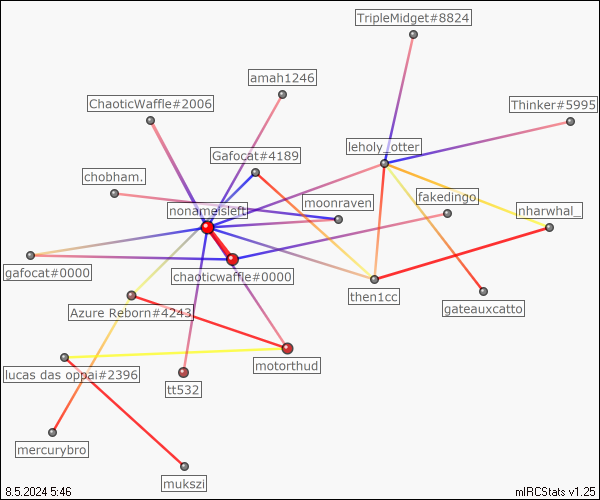 TripleMidget#8824
amah1246
ChaoticWaffle#2006
Thinker#5995
leholy_otter
Gafocat#4189
chobham.
fakedingo
moonraven
nonameisleft
nharwhal_
gafocat#0000
chaoticwaffle#0000
then1cc
gateauxcatto
Azure Reborn#4243
motorthud
lucas das oppai#2396
tt532
mercurybro
mukszi
8.5.2024 5:46
mIRCStats v1.25